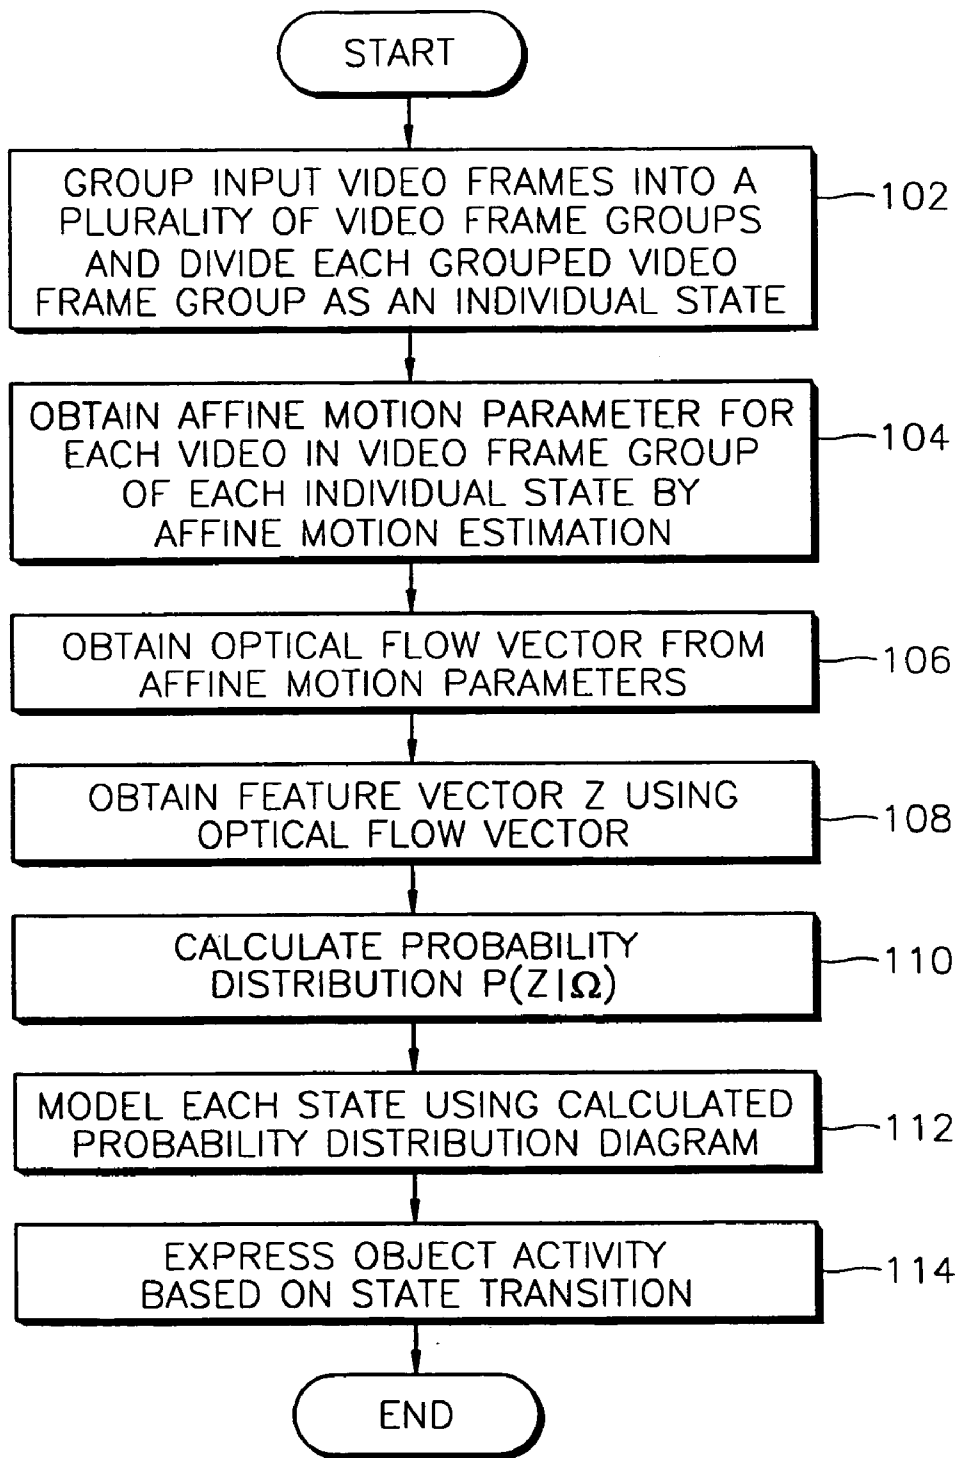 START
GROUP INPUT VIDEO FRAMES INTO A
PLURALITY OF VIDEO FRAME GROUPS
AND DIVIDE EACH GROUPED VIDEO
FRAME GROUP AS AN INDIVIDUAL STATE
102
OBTAIN AFFINE MOTION PARAMETER FOR
EACH VIDEO IN VIDEO FRAME GROUP
OF EACH INDIVIDUAL STATE BY
AFFINE MOTION ESTIMATION
104
OBTAIN OPTICAL FLOW VECTOR FROM
AFFINE MOTION PARAMETERS
106
OBTAIN FEATURE VECTOR Z USING
OPTICAL FLOW VECTOR
108
CALCULATE PROBABILITY
DISTRIBUTION P(Z|Ω)
110
MODEL EACH STATE USING CALCULATED
PROBABILITY DISTRIBUTION DIAGRAM
112
EXPRESS OBJECT ACTIVITY
BASED ON STATE TRANSITION
114
END